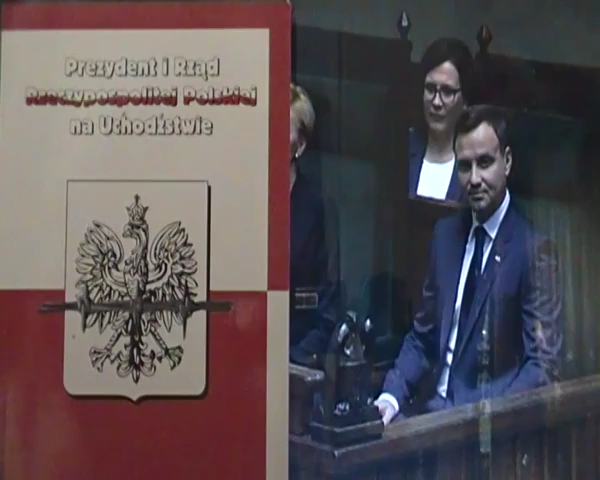 Prezydent i Rząd
Rzeczypospolitej Polskiej
na Uchodźstwie